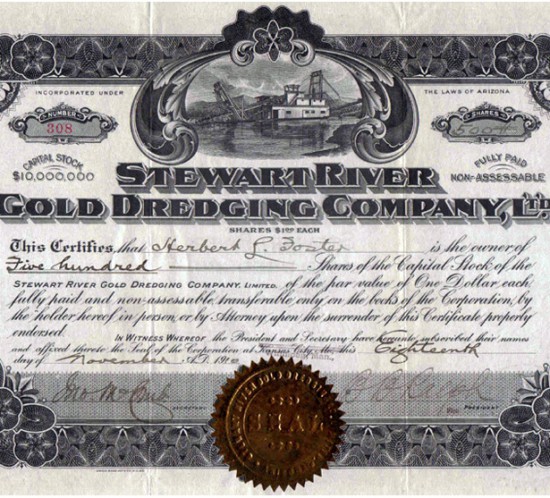 INCORPORATED UNDER THE LAWS OF ARIZONA
NUMBER
308
SHARES
CAPITAL STOCK
$10,000,000
FULLY PAID
NON-ASSESSABLE
STEWART RIVER
GOLD DREDGING COMPANY, LTD
SHARES $1.00 EACH
This Certifies, that Herbert L. Foster is the owner of
Five hundred Shares of the Capital Stock of the
STEWART RIVER GOLD DREDGING COMPANY, LIMITED. of the par value of One Dollar each,
fully paid and non-assessable, transferable only on the books of the Corporation, by
the holder hereof in person, or by Attorney upon the surrender of this Certificate properly
endorsed.
IN WITNESS WHEREOF the President and Secretary have hereunto subscribed their names
and affixed thereto the Seal of the Corporation at Kansas City, Mo., this Eighteenth
day of November A.D. 191
SECRETARY
PRESIDENT
SEAL